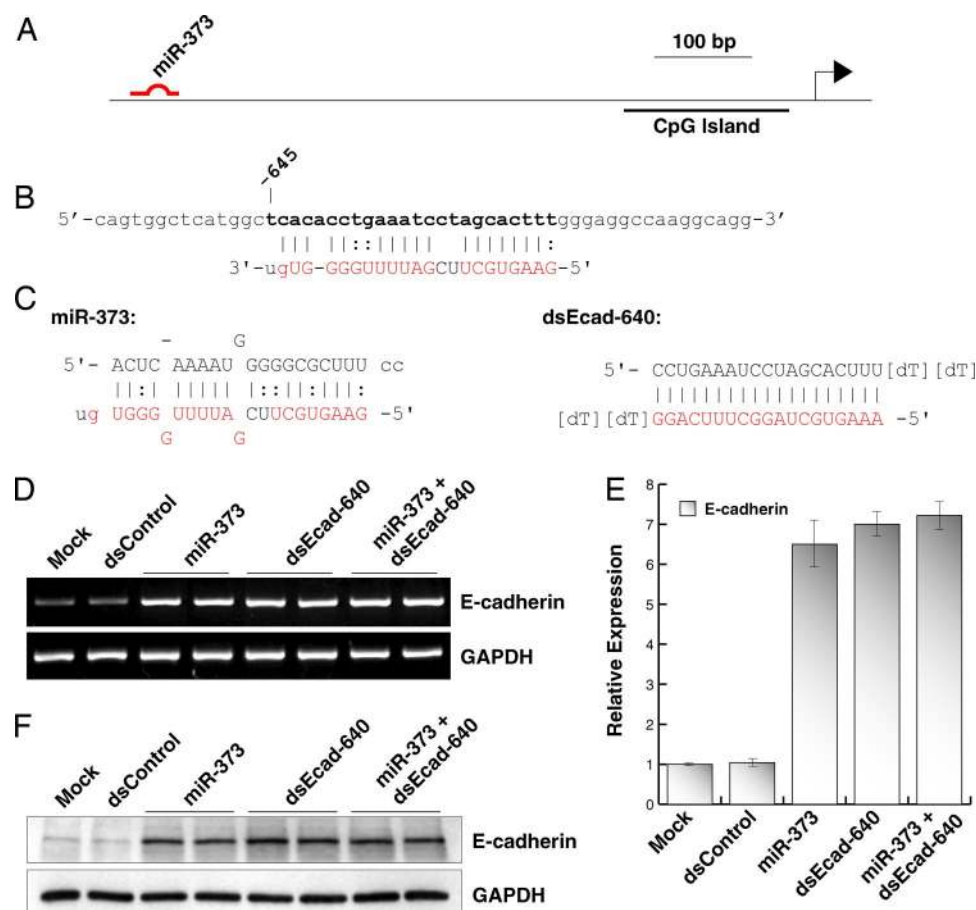 A
miR-373
100 bp
CpG Island
B
-645
5'-cagtggctcatggctcacacctgaaatcctagcactttgggaggccaaggcagg-3'
3'-ugUG-GGGUUUUAGCUUCGUGAAG-5'
C
miR-373:
- G
5'- ACUC AAAAU GGGGCGCUUU cc
ug UGGG UUUUA CUUCGUGAAG -5'
G G
dsEcad-640:
5'- CCUGAAAUCCUAGCACUUU[dT][dT]
[dT][dT]GGACUUUCGGAUCGUGAAA -5'
D
Mock
dsControl
miR-373
dsEcad-640
miR-373 +
dsEcad-640
E-cadherin
GAPDH
E
E-cadherin
Relative Expression
8
7
6
5
4
3
2
1
0
Mock
dsControl
miR-373
dsEcad-640
miR-373 +
dsEcad-640
F
Mock
dsControl
miR-373
dsEcad-640
miR-373 +
dsEcad-640
E-cadherin
GAPDH